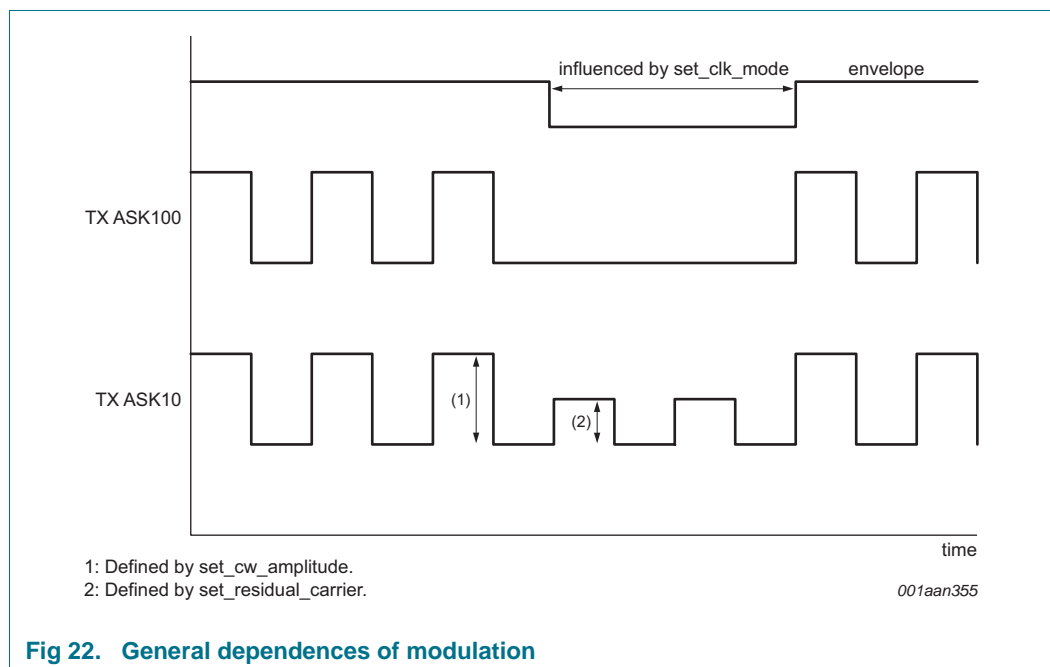 influenced by set_clk_mode
envelope
TX ASK100
TX ASK10
(1)
(2)
time
1: Defined by set_cw_amplitude.
2: Defined by set_residual_carrier.
001aan355
Fig 22. General dependences of modulation